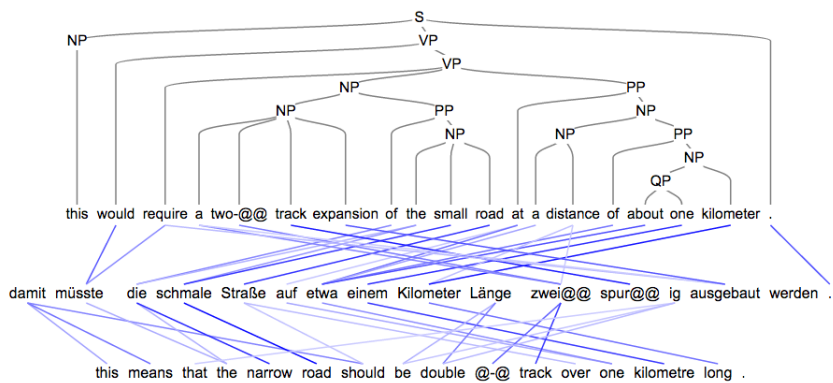 S
NP VP
VP
NP PP
NP PP NP
NP NP PP
NP
QP
this would require a two-@@ track expansion of the small road at a distance of about one kilometer .
damit müsste die schmale Straße auf etwa einem Kilometer Länge zwei@@ spur@@ ig ausgebaut werden .
this means that the narrow road should be double @-@ track over one kilometre long .